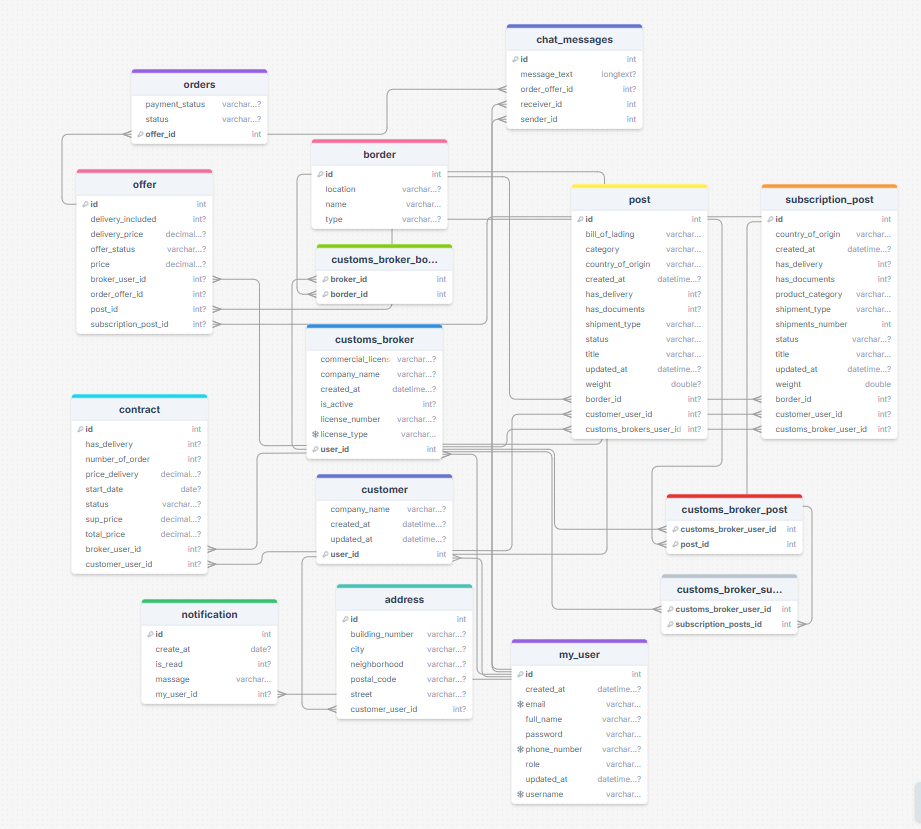 chat_messages
id int
message_text longtext?
order_offer_id int?
receiver_id int
sender_id int
orders
payment_status varchar...?
status varchar...?
offer_id int
border
id int
location varchar...?
name varchar...
type varchar...?
offer
id int
delivery_included int?
delivery_price decimal...?
offer_status varchar...?
price decimal...?
broker_user_id int?
order_offer_id int?
post_id int?
subscription_post_id int?
post
id int
bill_of_lading varchar...
category varchar...
country_of_origin varchar...
created_at datetime...?
has_delivery int?
has_documents int?
shipment_type varchar...
status varchar...
title varchar...
updated_at datetime...?
weight double?
border_id int?
customer_user_id int?
customs_brokers_user_id int?
subscription_post
id int
country_of_origin varchar...
created_at datetime...?
has_delivery int?
has_documents int?
product_category varchar...
shipment_type varchar...
shipments_number int
status varchar...
title varchar...
updated_at datetime...?
weight double
border_id int?
customer_user_id int?
customs_broker_user_id int?
customs_broker_bo...
broker_id int
border_id int
customs_broker
commercial_licens varchar...?
company_name varchar...?
created_at datetime...?
is_active int?
license_number varchar...?
license_type varchar...
user_id int
contract
id int
has_delivery int?
number_of_order int?
price_delivery decimal...?
start_date date?
status varchar...?
sup_price decimal...?
total_price decimal...?
broker_user_id int?
customer_user_id int?
customer
company_name varchar...?
created_at datetime...?
updated_at datetime...?
user_id int
customs_broker_post
customs_broker_user_id int
post_id int
customs_broker_su...
customs_broker_user_id int
subscription_posts_id int
address
id int
building_number varchar...?
city varchar...?
neighborhood varchar...?
postal_code varchar...?
street varchar...?
customer_user_id int?
notification
id int
create_at date?
is_read int?
massage varchar...
my_user_id int?
my_user
id int
created_at datetime...?
email varchar...
full_name varchar...?
password varchar...
phone_number varchar...?
role varchar...
updated_at datetime...?
username varchar...